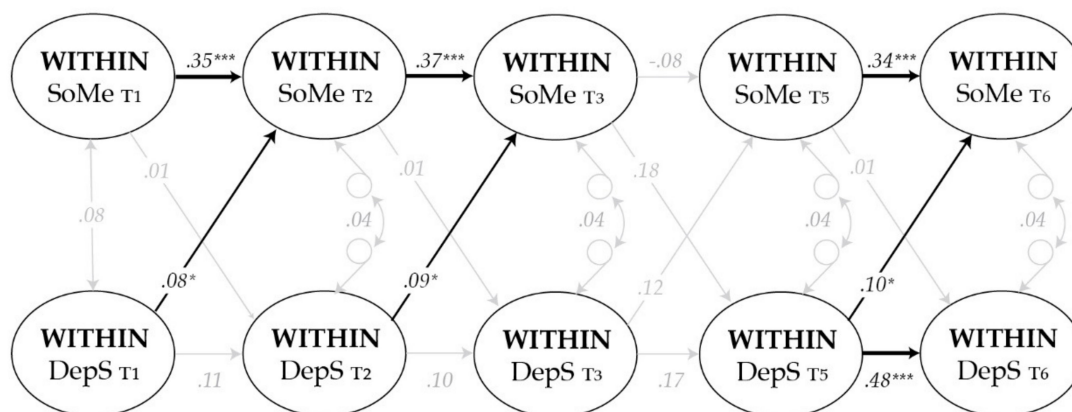 WITHIN SoMe T1
.35***
WITHIN SoMe T2
.37***
WITHIN SoMe T3
-.08
WITHIN SoMe T5
.34***
WITHIN SoMe T6
.08
.01
.08*
.04
.01
.09*
.04
.18
.12
.04
.01
.10*
.04
WITHIN DepS T1
.11
WITHIN DepS T2
.10
WITHIN DepS T3
.17
WITHIN DepS T5
.48***
WITHIN DepS T6